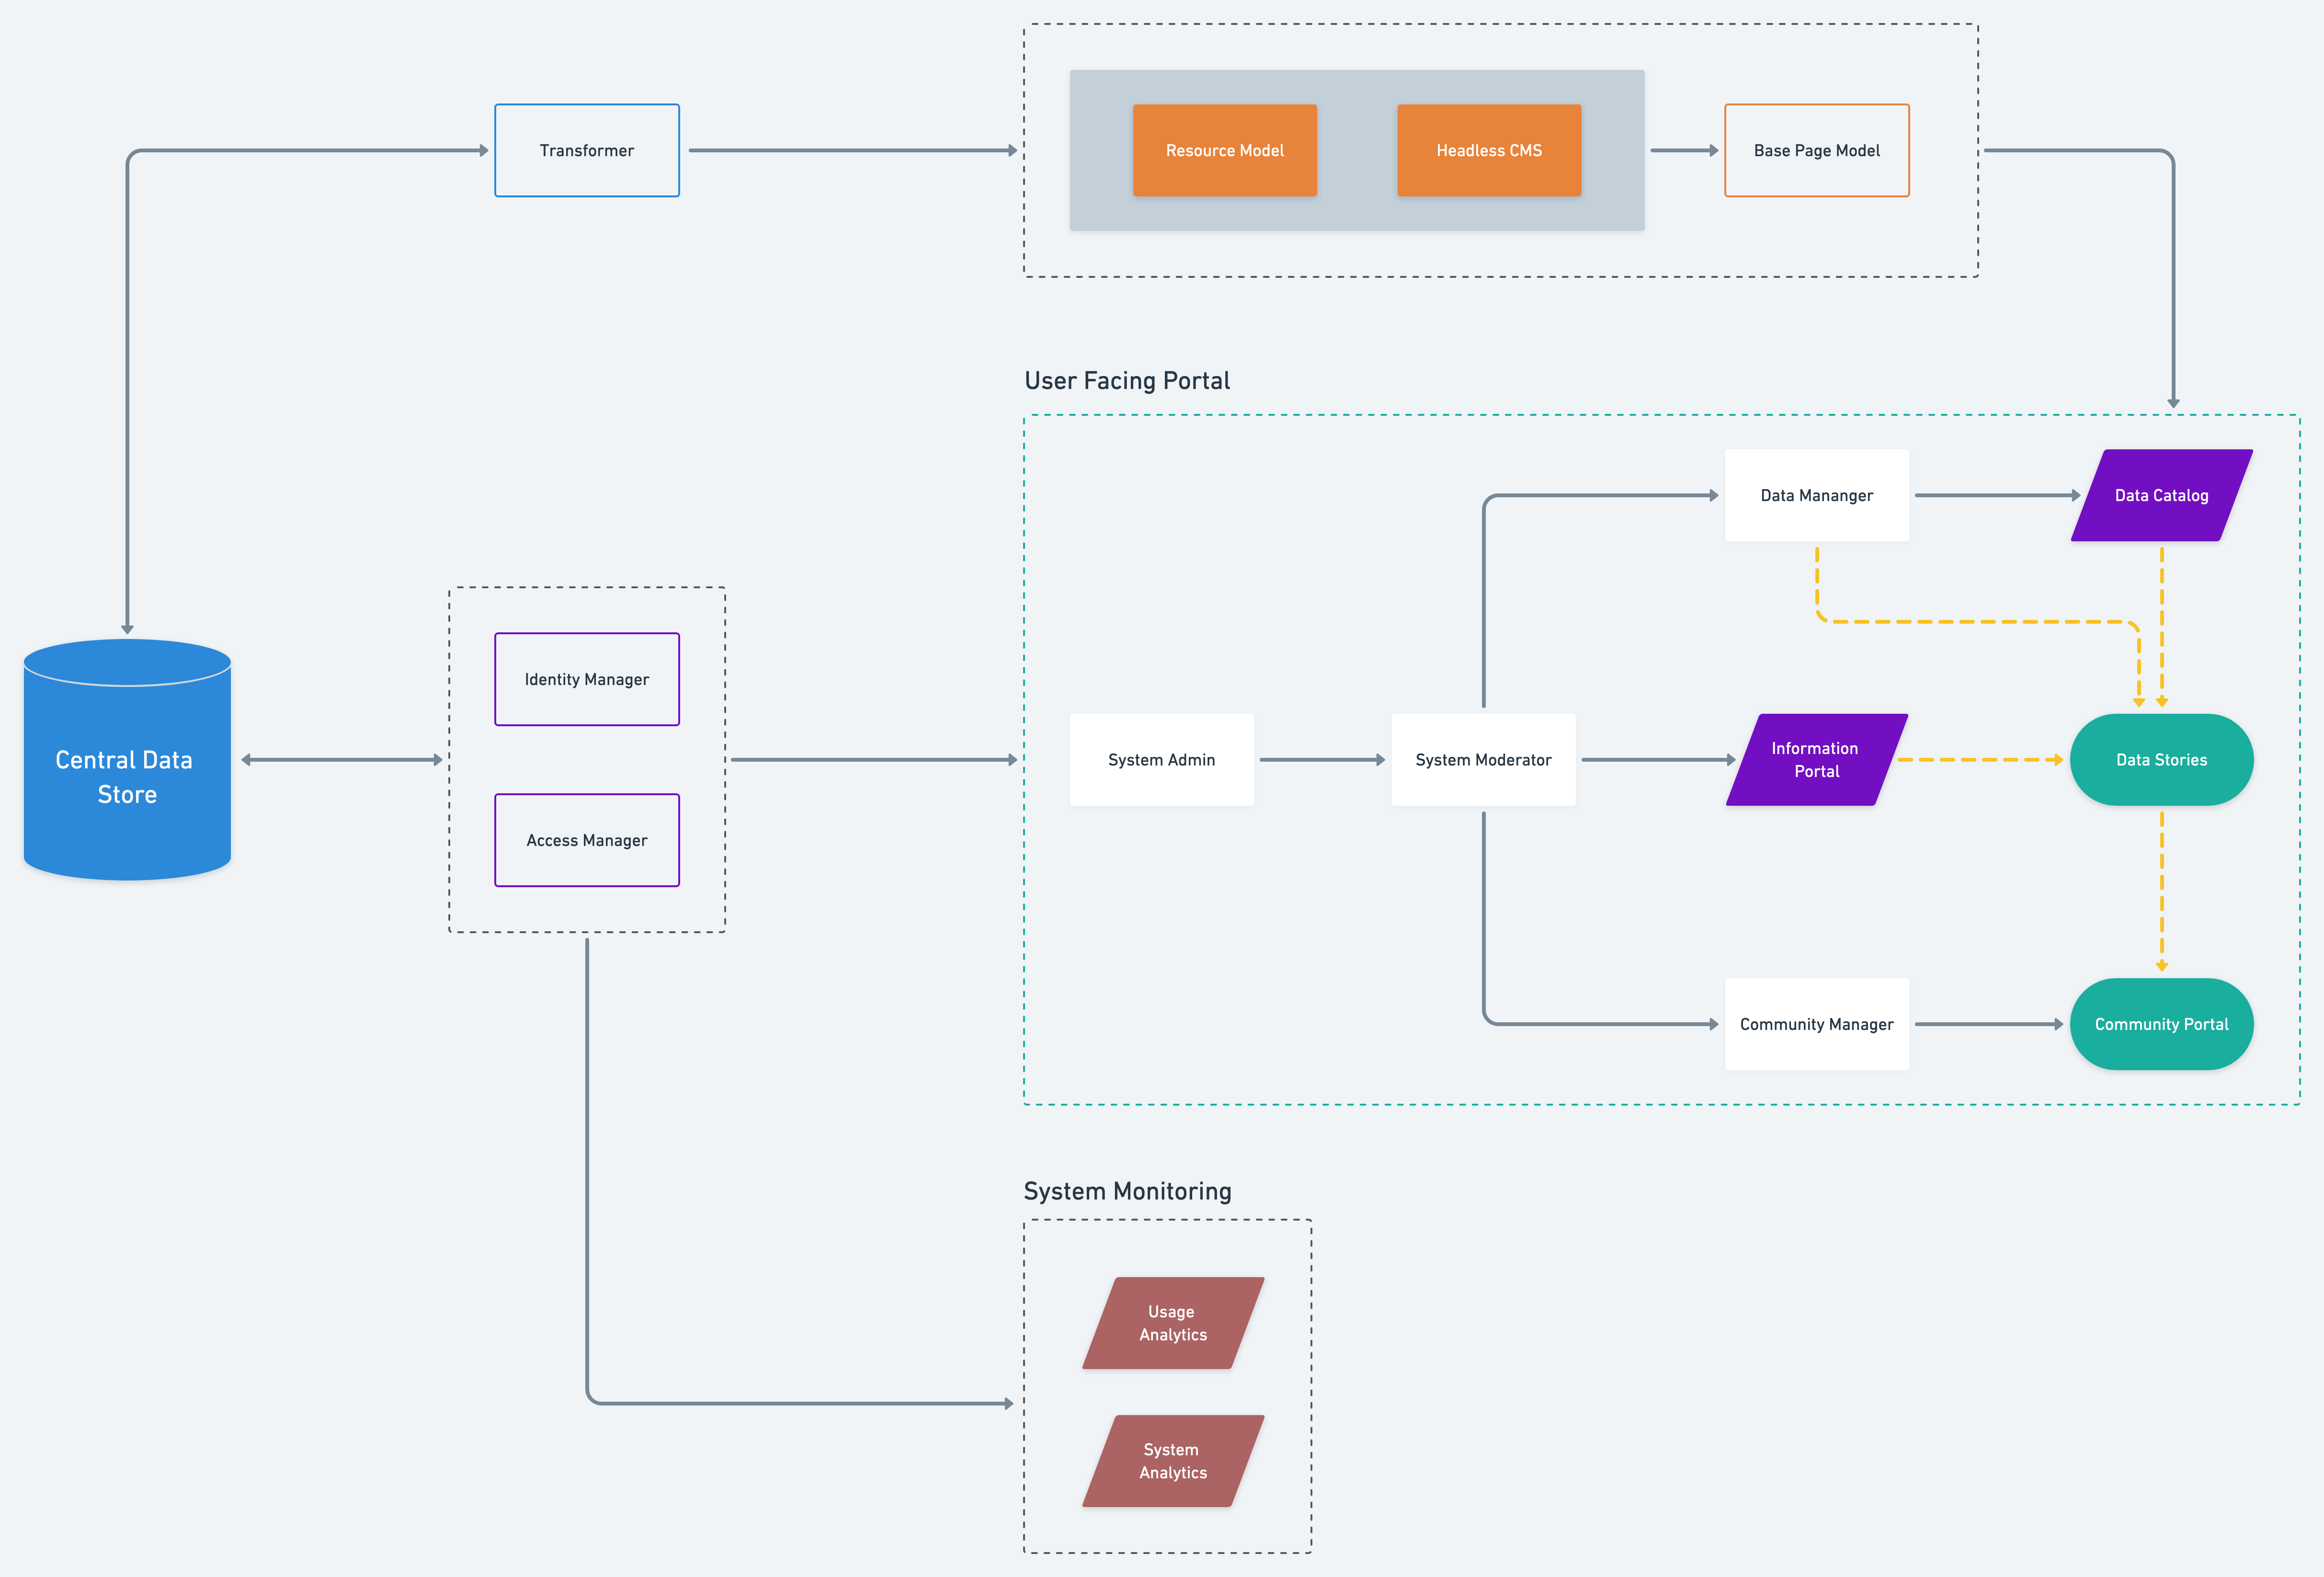 Transformer
Resource Model
Headless CMS
Base Page Model
User Facing Portal
Data Mananger
Data Catalog
Identity Manager
Access Manager
Central Data
Store
System Admin
System Moderator
Information
Portal
Data Stories
Community Manager
Community Portal
System Monitoring
Usage
Analytics
System
Analytics